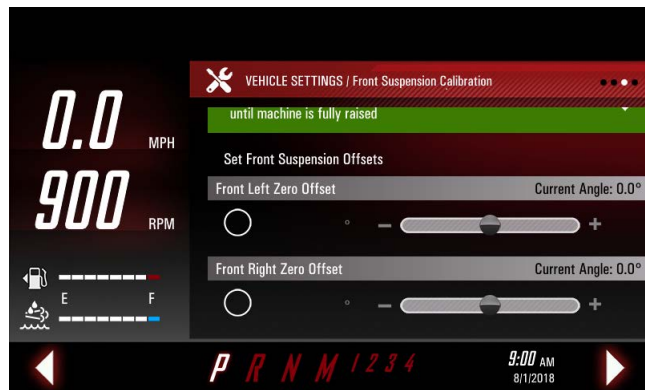 VEHICLE SETTINGS / Front Suspension Calibration
0.0 MPH
until machine is fully raised
Set Front Suspension Offsets
900 RPM
Front Left Zero Offset Current Angle: 0.0°
° − +
Front Right Zero Offset Current Angle: 0.0°
° − +
E F
P R N M 1 2 3 4
9:00 AM
8/1/2018